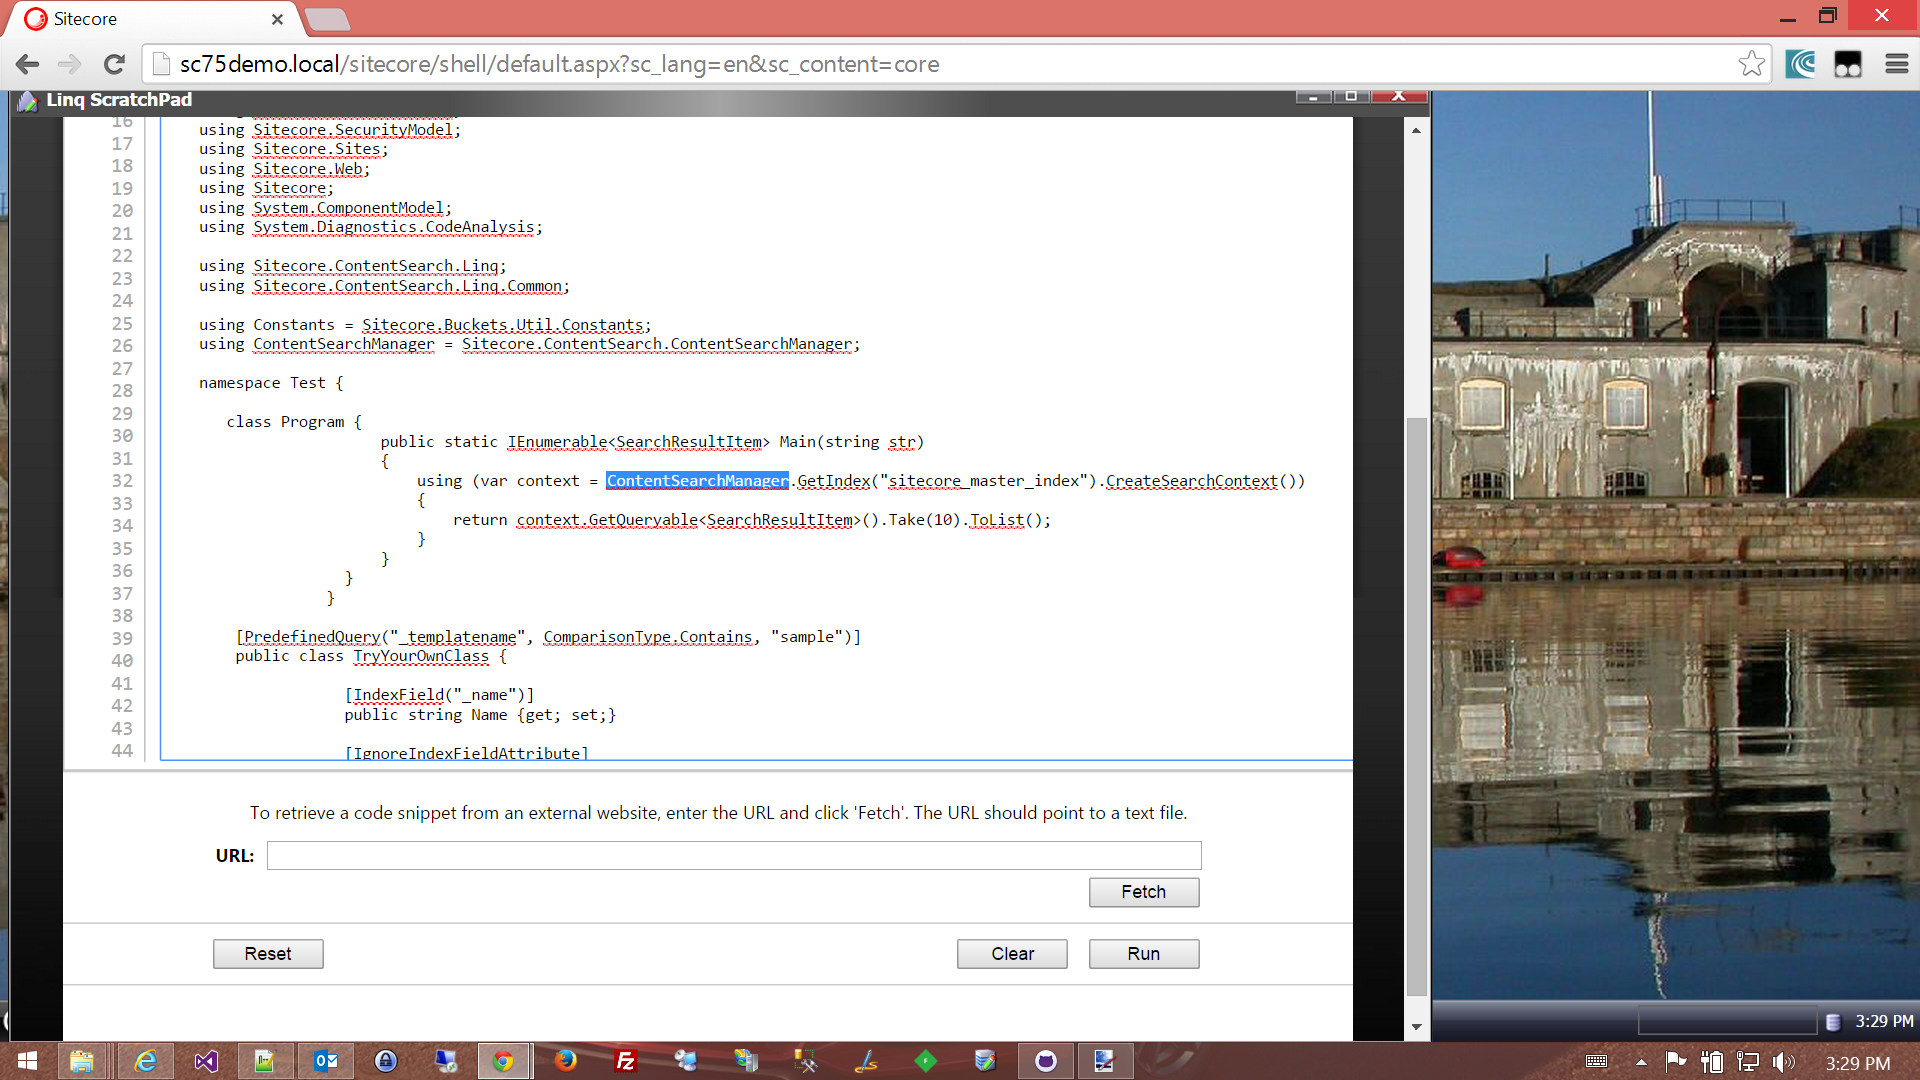 Sitecore
sc75demo.local/sitecore/shell/default.aspx?sc_lang=en&sc_content=core
Linq ScratchPad
16
17 using Sitecore.SecurityModel;
18 using Sitecore.Sites;
19 using Sitecore.Web;
20 using Sitecore;
21 using System.ComponentModel;
22 using System.Diagnostics.CodeAnalysis;
23 using Sitecore.ContentSearch.Linq;
24 using Sitecore.ContentSearch.Linq.Common;
25 using Constants = Sitecore.Buckets.Util.Constants;
26 using ContentSearchManager = Sitecore.ContentSearch.ContentSearchManager;
27
28 namespace Test {
29 class Program {
30 public static IEnumerable<SearchResultItem> Main(string str)
31 {
32 using (var context = ContentSearchManager.GetIndex("sitecore_master_index").CreateSearchContext())
33 {
34 return context.GetQueryable<SearchResultItem>().Take(10).ToList();
35 }
36 }
37 }
38 }
39 [PredefinedQuery("_templatename", ComparisonType.Contains, "sample")]
40 public class TryYourOwnClass {
41 [IndexField("_name")]
42 public string Name {get; set;}
43
44 [IgnoreIndexFieldAttribute]
To retrieve a code snippet from an external website, enter the URL and click 'Fetch'. The URL should point to a text file.
URL:
Fetch
Reset
Clear
Run
3:29 PM
3:29 PM